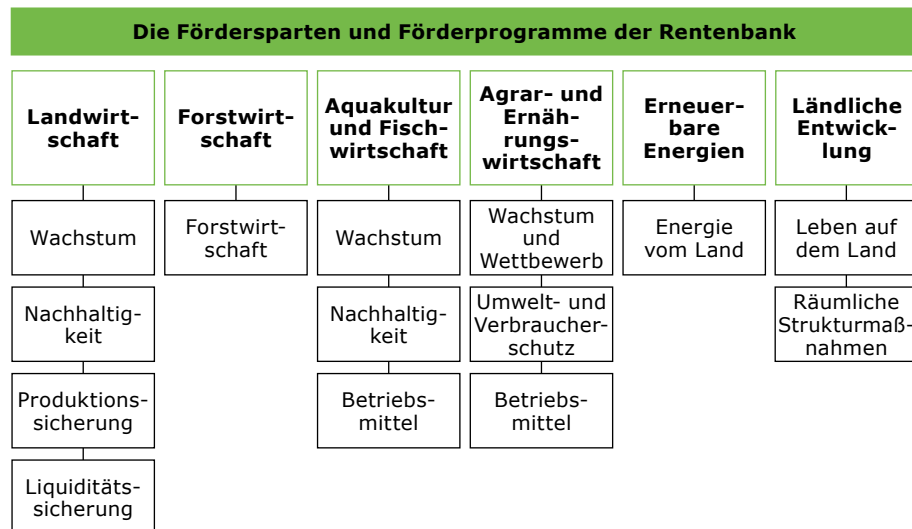 Die Fördersparten und Förderprogramme der Rentenbank
Landwirt-
schaft
Forstwirt-
schaft
Aquakultur
und Fisch-
wirtschaft
Agrar- und
Ernäh-
rungs-
wirtschaft
Erneuer-
bare
Energien
Ländliche
Entwick-
lung
Wachstum
Forstwirt-
schaft
Wachstum
Wachstum
und
Wettbewerb
Energie
vom Land
Leben auf
dem Land
Nachhaltig-
keit
Nachhaltig-
keit
Umwelt- und
Verbraucher-
schutz
Räumliche
Strukturmaß-
nahmen
Produktions-
sicherung
Betriebs-
mittel
Betriebs-
mittel
Liquiditäts-
sicherung